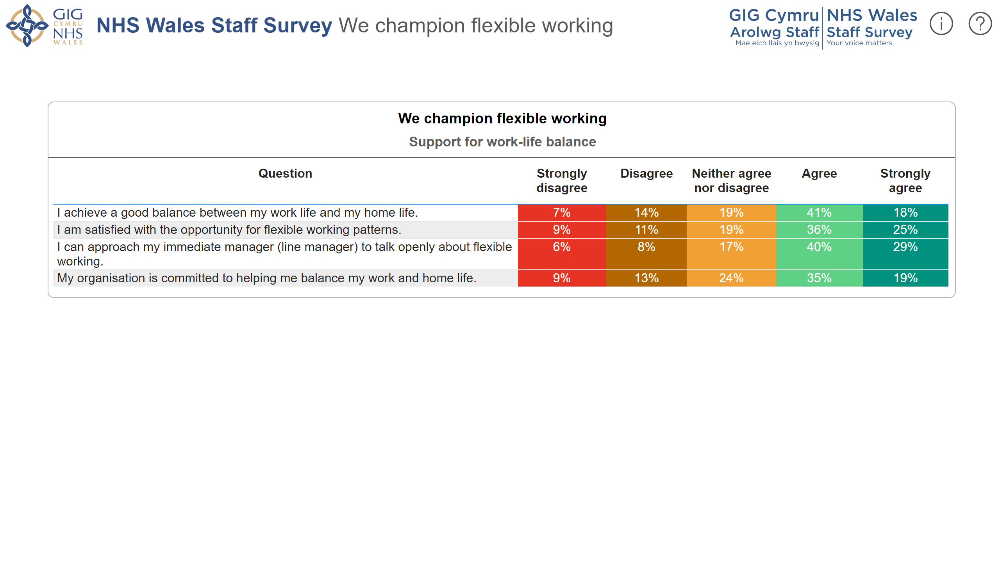 GIG
CYMRU
NHS
WALES
NHS Wales Staff Survey We champion flexible working
GIG Cymru NHS Wales
Arolwg Staff Staff Survey
Mae eich llais yn bwysig Your voice matters
We champion flexible working
Support for work-life balance
Question Strongly Disagree Neither agree Agree Strongly
disagree nor disagree agree
I achieve a good balance between my work life and my home life. 7% 14% 19% 41% 18%
I am satisfied with the opportunity for flexible working patterns. 9% 11% 19% 36% 25%
I can approach my immediate manager (line manager) to talk openly about flexible 6% 8% 17% 40% 29%
working.
My organisation is committed to helping me balance my work and home life. 9% 13% 24% 35% 19%